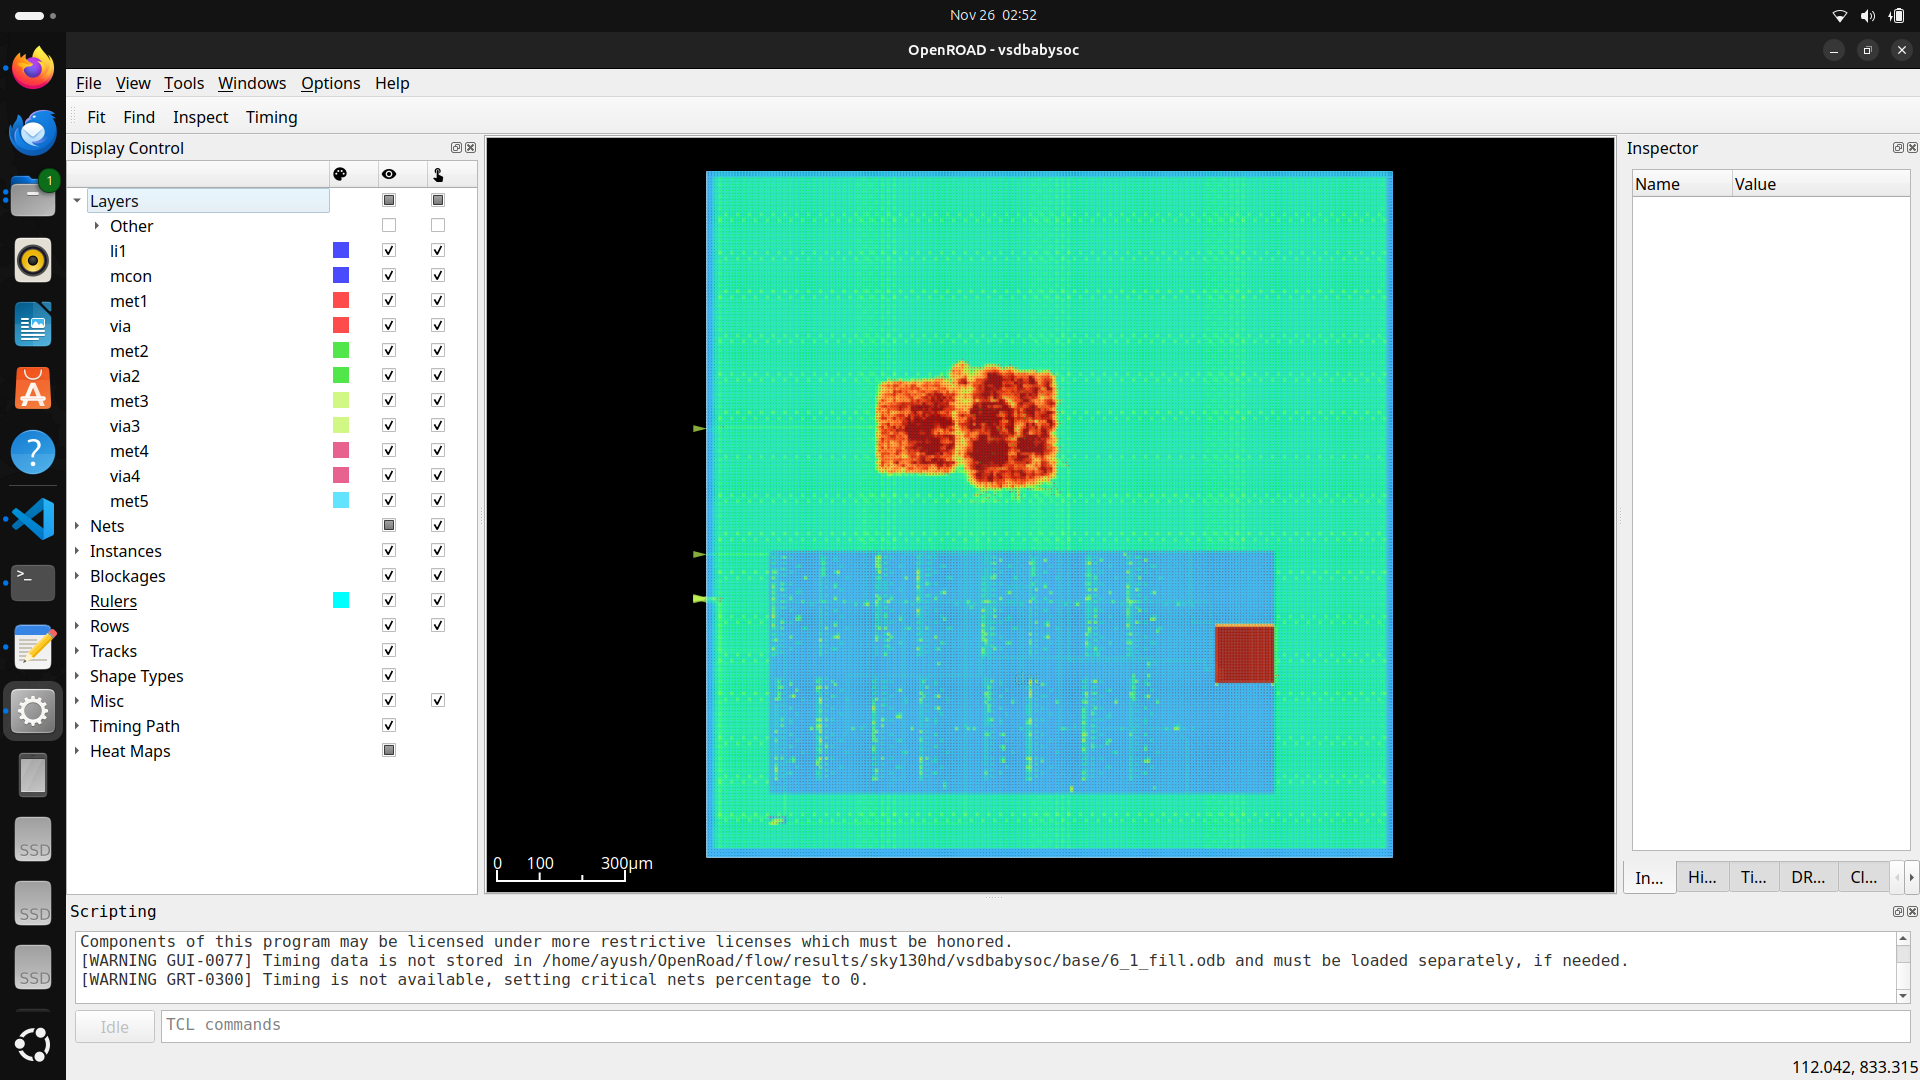 Nov 26 02:52
OpenROAD - vsdbabysoc
File View Tools Windows Options Help
Fit Find Inspect Timing
Display Control
Layers
Other
li1
mcon
met1
via
met2
via2
met3
via3
met4
via4
met5
Nets
Instances
Blockages
Rulers
Rows
Tracks
Shape Types
Misc
Timing Path
Heat Maps
0 100 300μm
Inspector
Name Value
In... Hi... Ti... DR... Cl...
Scripting
Components of this program may be licensed under more restrictive licenses which must be honored.
[WARNING GUI-0077] Timing data is not stored in /home/ayush/OpenRoad/flow/results/sky130hd/vsdbabysoc/base/6_1_fill.odb and must be loaded separately, if needed.
[WARNING GRT-0300] Timing is not available, setting critical nets percentage to 0.
Idle TCL commands
112.042, 833.315
1
A
?
>_
SSD
SSD
SSD